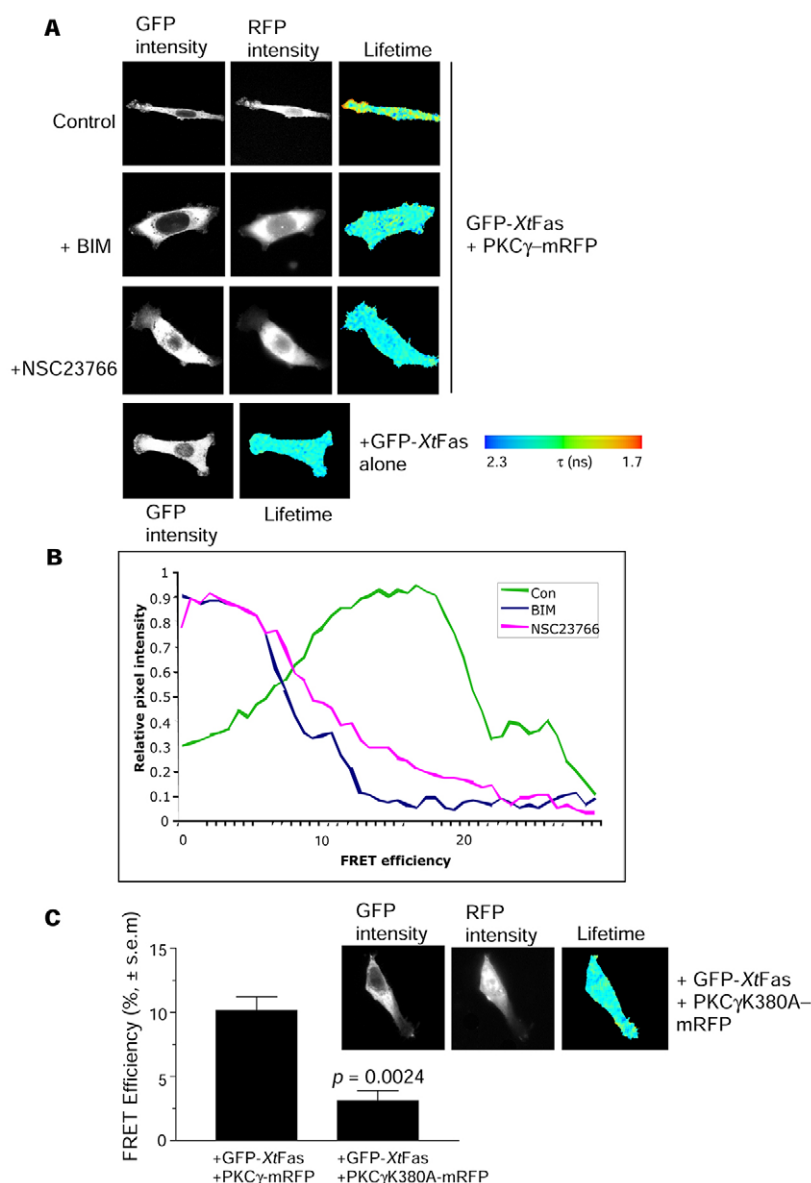 A
GFP
intensity
RFP
intensity
Lifetime
Control
+ BIM
+NSC23766
GFP-XtFas
+ PKCγ–mRFP
+GFP-XtFas
alone
2.3
τ (ns)
1.7
GFP
intensity
Lifetime
B
Relative pixel intensity
1
0.9
0.8
0.7
0.6
0.5
0.4
0.3
0.2
0.1
0
Con
BIM
NSC23766
0
10
20
FRET efficiency
C
FRET Efficiency (%, ± s.e.m)
15
10
5
0
p = 0.0024
+GFP-XtFas
+PKCγ-mRFP
+GFP-XtFas
+PKCγK380A-mRFP
GFP
intensity
RFP
intensity
Lifetime
+ GFP-XtFas
+ PKCγK380A–
mRFP